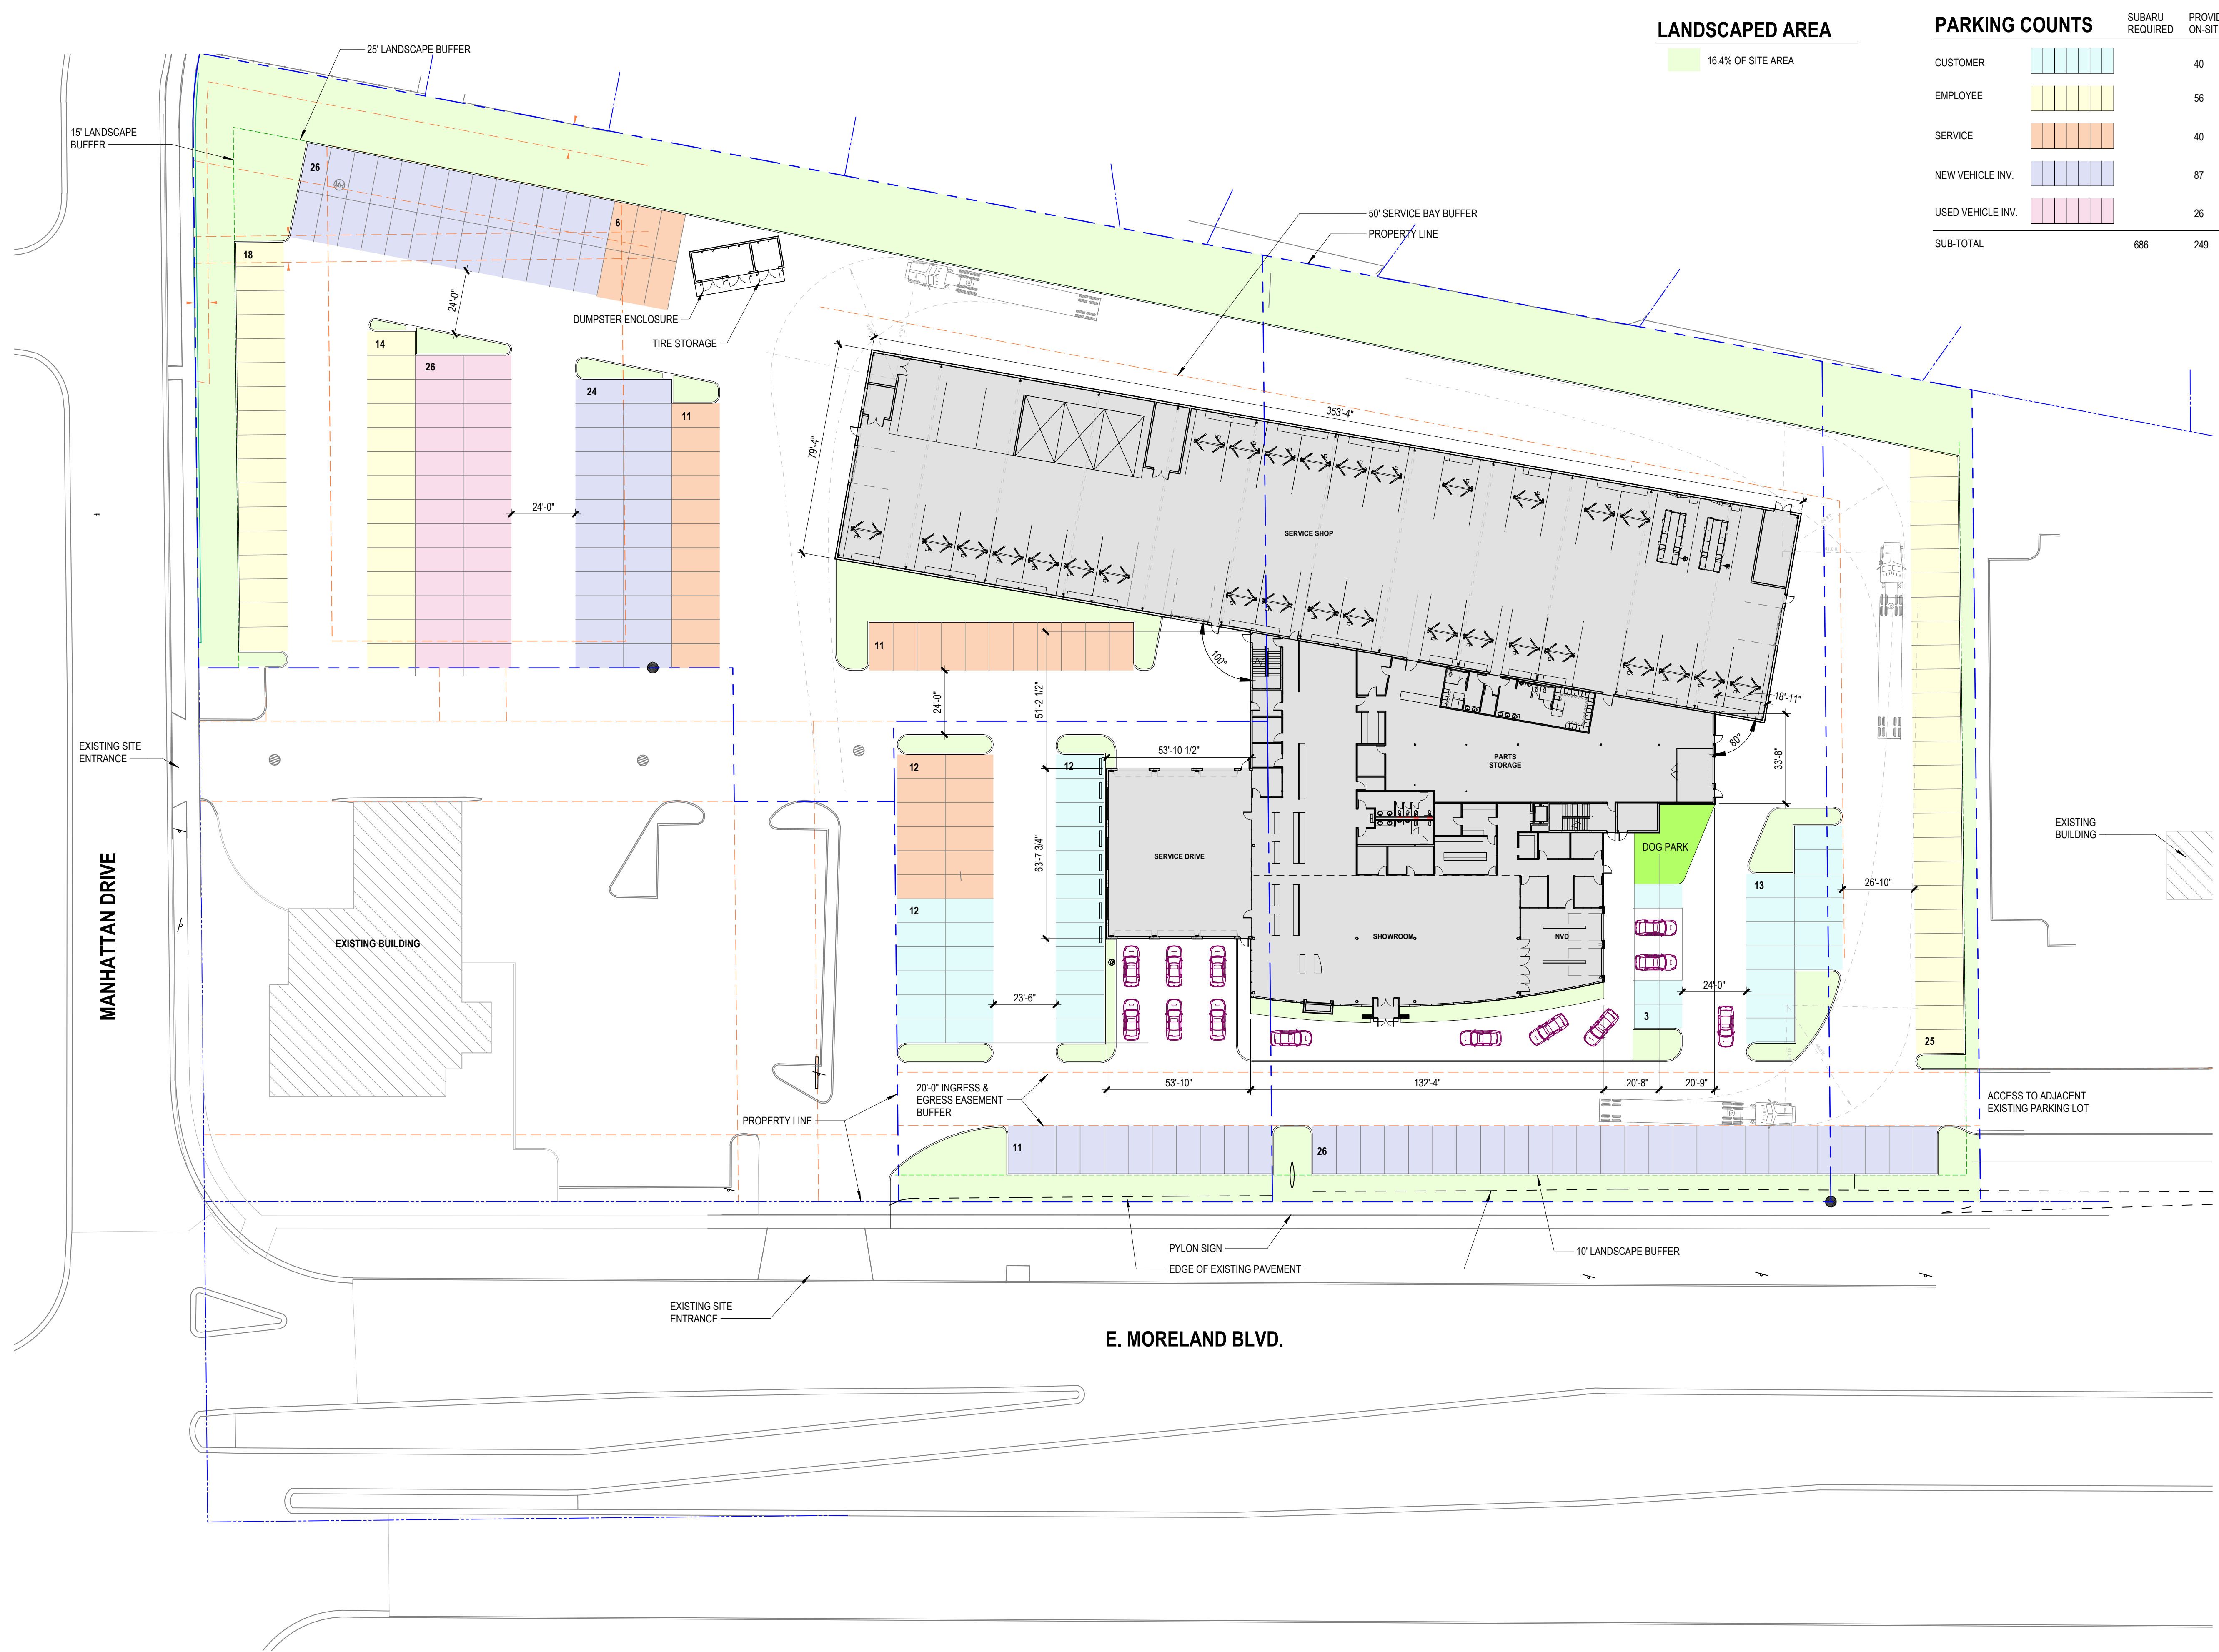 LANDSCAPED AREA
16.4% OF SITE AREA
PARKING COUNTS
SUBARU
REQUIRED
PROVID
ON-SIT
CUSTOMER
40
EMPLOYEE
56
SERVICE
40
NEW VEHICLE INV.
87
USED VEHICLE INV.
26
SUB-TOTAL
686
249
25' LANDSCAPE BUFFER
15' LANDSCAPE
BUFFER
26
MH
6
18
24'-0"
DUMPSTER ENCLOSURE
TIRE STORAGE
50' SERVICE BAY BUFFER
PROPERTY LINE
14
26
24
11
24'-0"
79'-4"
353'-4"
SERVICE SHOP
11
100°
24'-0"
51'-2 1/2"
18'-11"
80°
33'-8"
EXISTING SITE
ENTRANCE
53'-10 1/2"
12
12
PARTS
STORAGE
63'-7 3/4"
SERVICE DRIVE
DOG PARK
13
26'-10"
EXISTING
BUILDING
MANHATTAN DRIVE
EXISTING BUILDING
12
SHOWROOM
NVD
23'-6"
24'-0"
3
25
20'-0" INGRESS &
EGRESS EASEMENT
BUFFER
53'-10"
132'-4"
20'-8"
20'-9"
ACCESS TO ADJACENT
EXISTING PARKING LOT
PROPERTY LINE
11
26
PYLON SIGN
10' LANDSCAPE BUFFER
EDGE OF EXISTING PAVEMENT
EXISTING SITE
ENTRANCE
E. MORELAND BLVD.